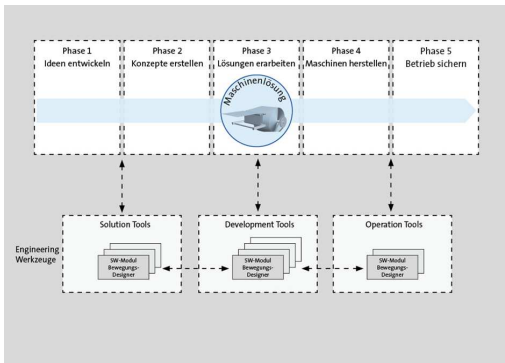 Phase 1
Ideen entwickeln
Phase 2
Konzepte erstellen
Phase 3
Lösungen erarbeiten
Phase 4
Maschinen herstellen
Phase 5
Betrieb sichern
Maschinenlösung
Engineering
Werkzeuge
Solution Tools
SW-Modul
Bewegungs-
Designer
Development Tools
SW-Modul
Bewegungs-
Designer
Operation Tools
SW-Modul
Bewegungs-
Designer